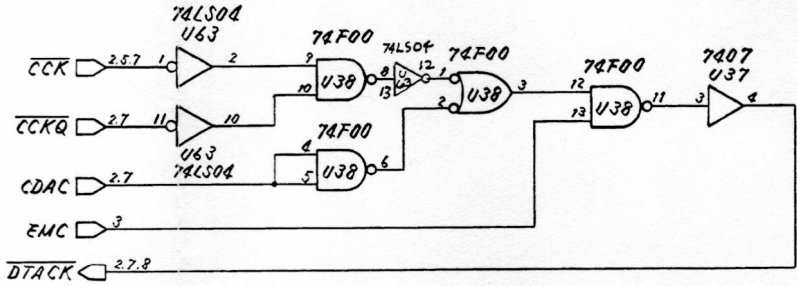 74LS04
U63
74F00
74LS04
74F00
74F00
7407
U37
CCK 2.5.7 1 2 9 8 13 U63 12 1 3 12
10 U38 2 U38 U38 11 3 4
CCKQ 2.7 11 10 13
74F00
U63
74LS04
4 U38 6
CDAC 2.7 5
EMC 3
DTACK 2.7.8